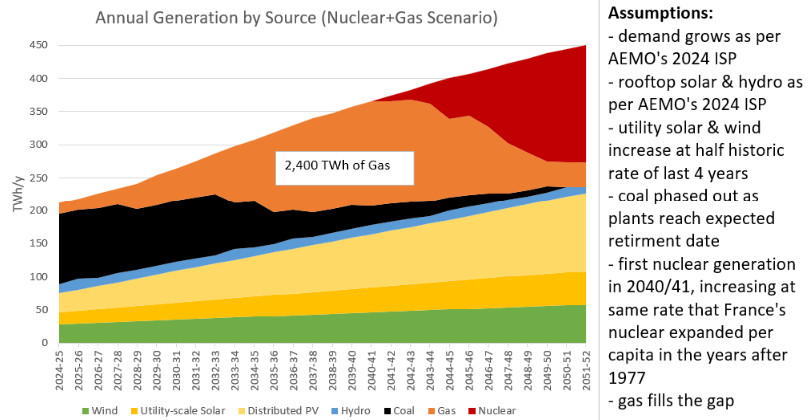 Annual Generation by Source (Nuclear+Gas Scenario)
450
400
350
300
250
200
150
100
50
0
TWh/y
2,400 TWh of Gas
2024-25
2025-26
2026-27
2027-28
2028-29
2029-30
2030-31
2031-32
2032-33
2033-34
2034-35
2035-36
2036-37
2037-38
2038-39
2039-40
2040-41
2041-42
2042-43
2043-44
2044-45
2045-46
2046-47
2047-48
2048-49
2049-50
2050-51
2051-52
Wind
Utility-scale Solar
Distributed PV
Hydro
Coal
Gas
Nuclear
Assumptions:
- demand grows as per
AEMO's 2024 ISP
- rooftop solar & hydro as
per AEMO's 2024 ISP
- utility solar & wind
increase at half historic
rate of last 4 years
- coal phased out as
plants reach expected
retirment date
- first nuclear generation
in 2040/41, increasing at
same rate that France's
nuclear expanded per
capita in the years after
1977
- gas fills the gap